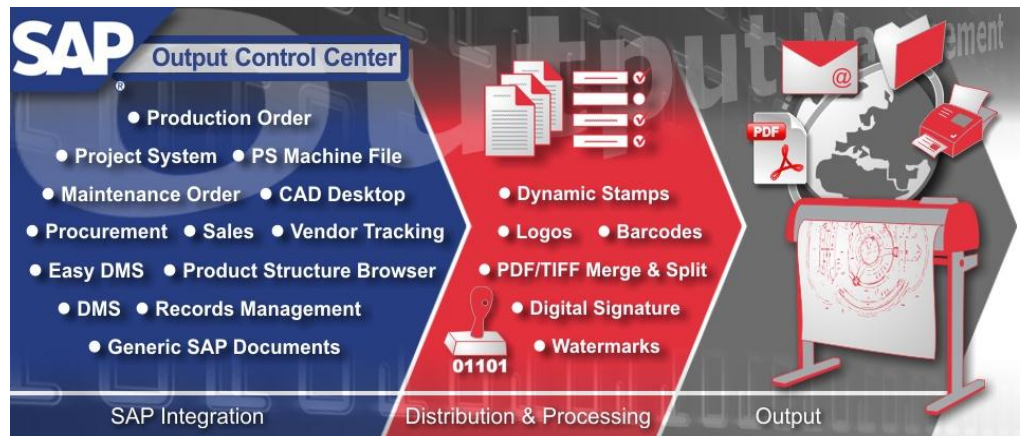 SAP
®
Output Control Center
Output Management
• Production Order
• Project System • PS Machine File
• Maintenance Order • CAD Desktop
• Procurement • Sales • Vendor Tracking
• Easy DMS • Product Structure Browser
• DMS • Records Management
• Generic SAP Documents
• Dynamic Stamps
• Logos • Barcodes
• PDF/TIFF Merge & Split
• Digital Signature
• Watermarks
01101
@
PDF
SAP Integration
Distribution & Processing
Output